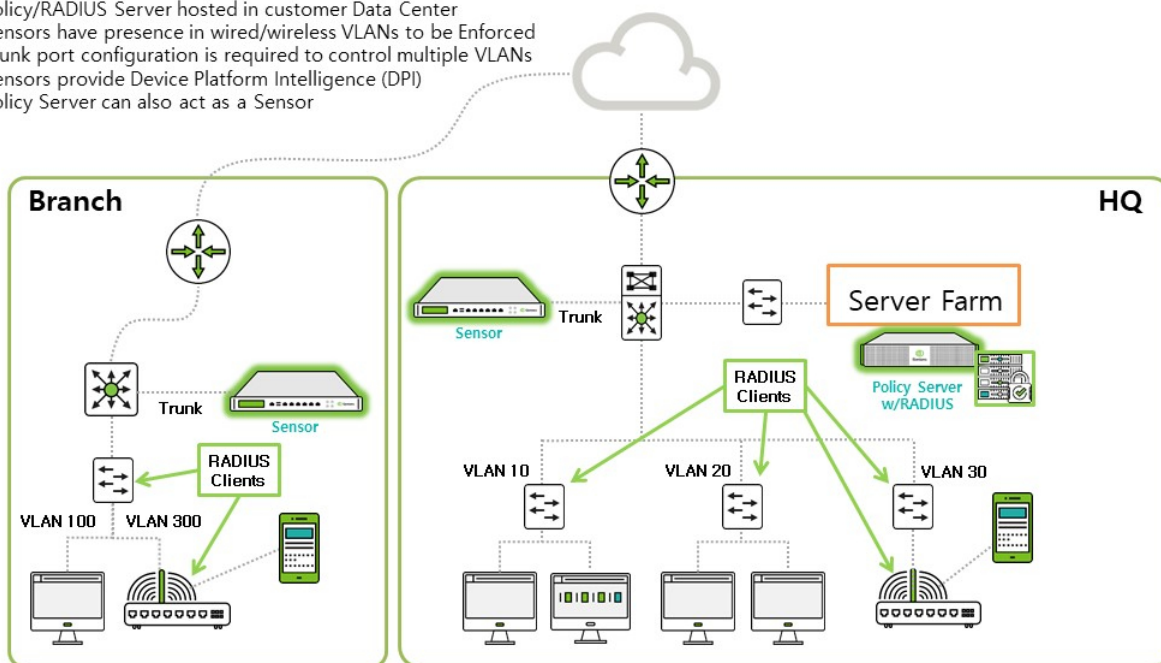 olicy/RADIUS Server hosted in customer Data Center
ensors have presence in wired/wireless VLANs to be Enforced
unk port configuration is required to control multiple VLANs
ensors provide Device Platform Intelligence (DPI)
olicy Server can also act as a Sensor
Branch
HQ
Server Farm
Trunk
Sensor
Policy Server
w/RADIUS
RADIUS
Clients
Trunk
Sensor
RADIUS
Clients
VLAN 10
VLAN 20
VLAN 30
VLAN 100
VLAN 300